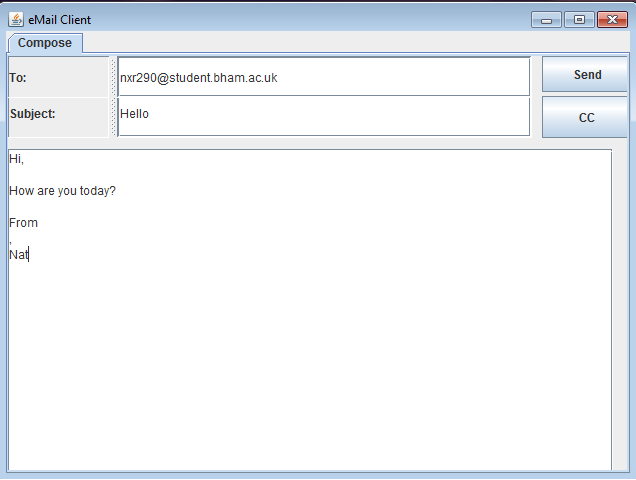 eMail Client
Compose
To:
nxr290@student.bham.ac.uk
Send
Subject:
Hello
CC
Hi,
How are you today?
From
,
Nat